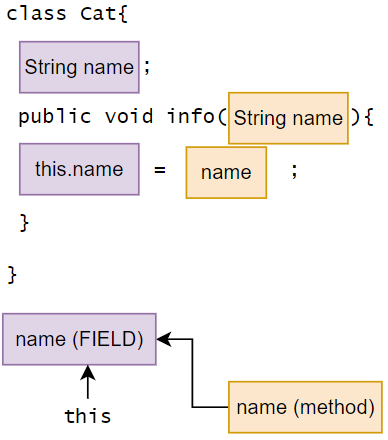 class Cat{
String name ;
public void info( String name ){
this.name = name ;
}
}
name (FIELD)
this
name (method)